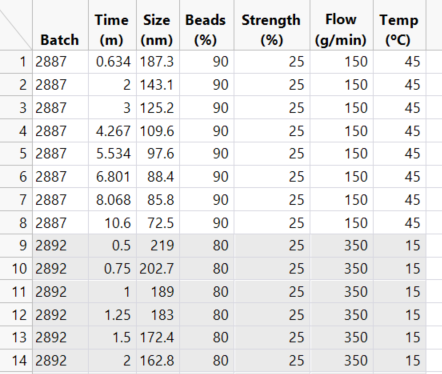 Time Size Beads Strength Flow Temp
Batch (m) (nm) (%) (%) (g/min) (ºC)
1 2887 0.634 187.3 90 25 150 45
2 2887 2 143.1 90 25 150 45
3 2887 3 125.2 90 25 150 45
4 2887 4.267 109.6 90 25 150 45
5 2887 5.534 97.6 90 25 150 45
6 2887 6.801 88.4 90 25 150 45
7 2887 8.068 85.8 90 25 150 45
8 2887 10.6 72.5 90 25 150 45
9 2892 0.5 219 80 25 350 15
10 2892 0.75 202.7 80 25 350 15
11 2892 1 189 80 25 350 15
12 2892 1.25 183 80 25 350 15
13 2892 1.5 172.4 80 25 350 15
14 2892 2 162.8 80 25 350 15